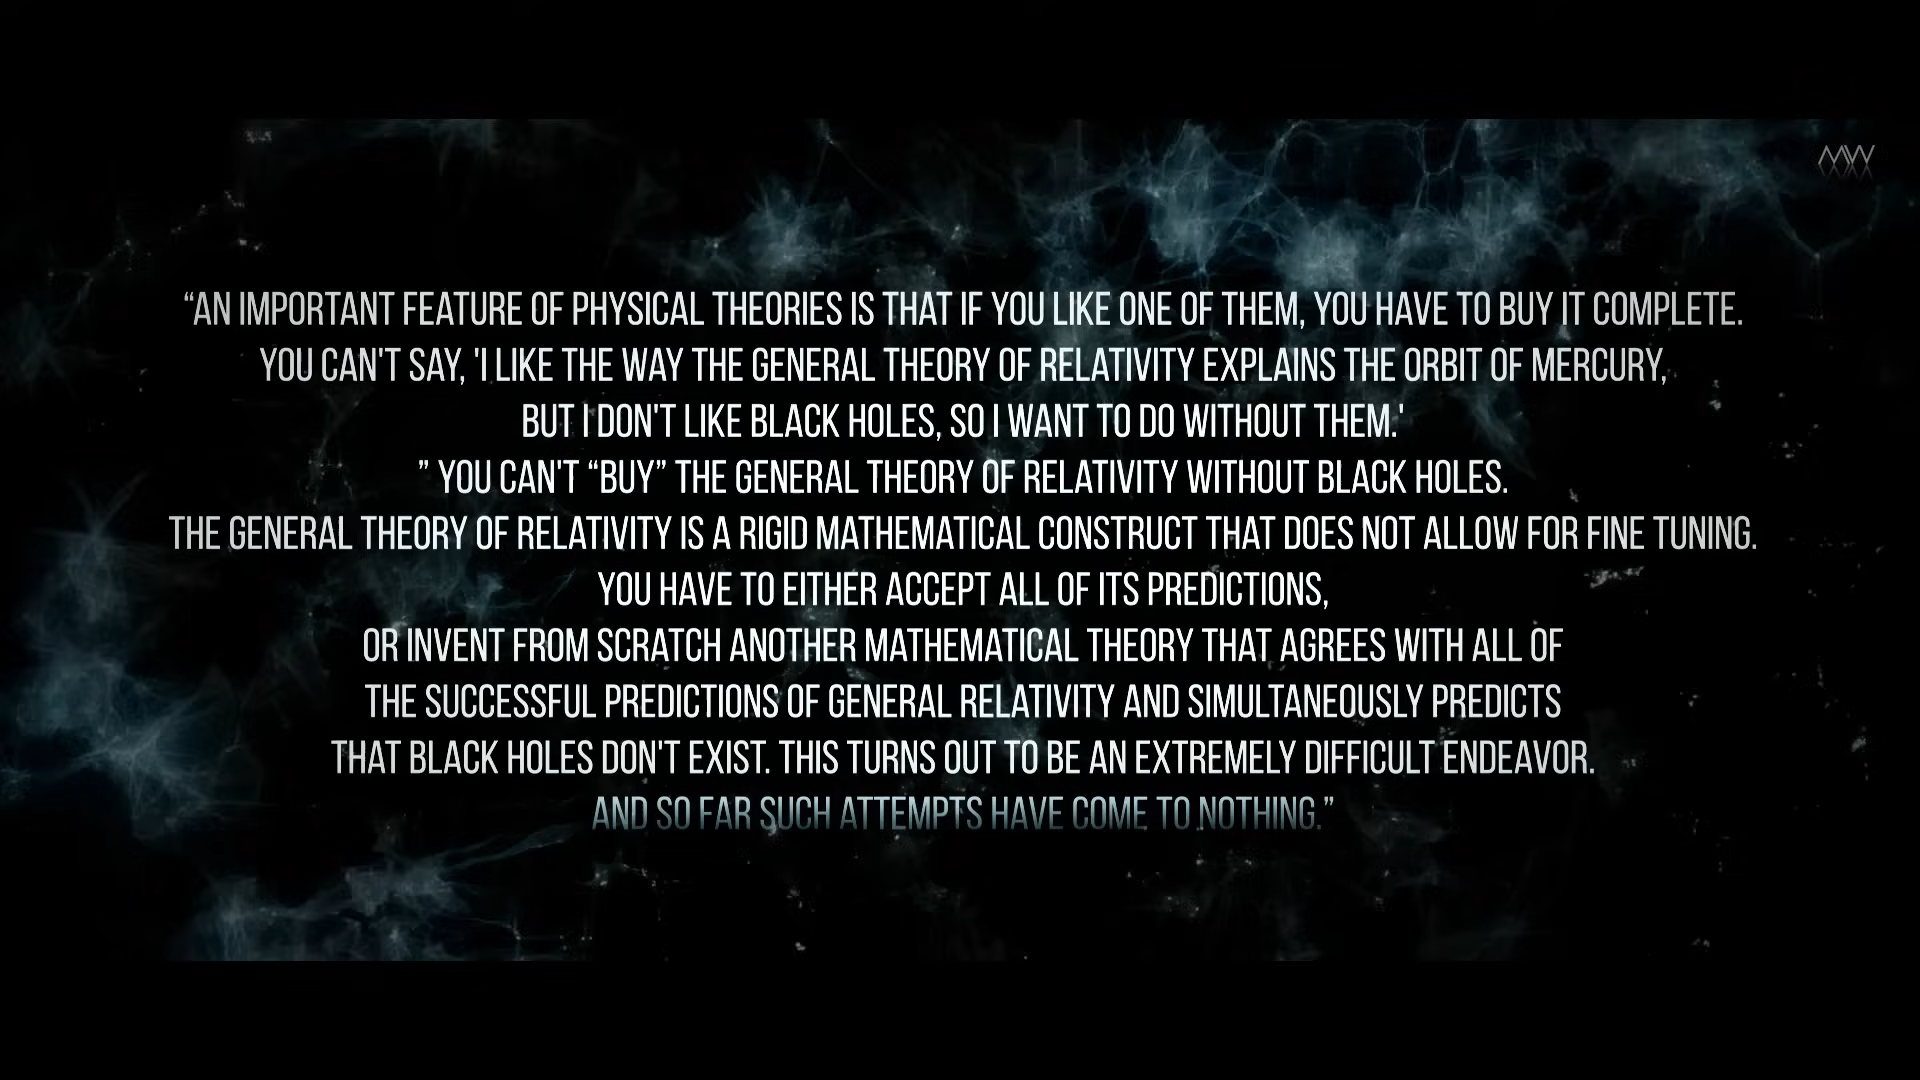 MW
“AN IMPORTANT FEATURE OF PHYSICAL THEORIES IS THAT IF YOU LIKE ONE OF THEM, YOU HAVE TO BUY IT COMPLETE.
YOU CAN'T SAY, 'I LIKE THE WAY THE GENERAL THEORY OF RELATIVITY EXPLAINS THE ORBIT OF MERCURY,
BUT I DON'T LIKE BLACK HOLES, SO I WANT TO DO WITHOUT THEM.'
” YOU CAN'T “BUY” THE GENERAL THEORY OF RELATIVITY WITHOUT BLACK HOLES.
THE GENERAL THEORY OF RELATIVITY IS A RIGID MATHEMATICAL CONSTRUCT THAT DOES NOT ALLOW FOR FINE TUNING.
YOU HAVE TO EITHER ACCEPT ALL OF ITS PREDICTIONS,
OR INVENT FROM SCRATCH ANOTHER MATHEMATICAL THEORY THAT AGREES WITH ALL OF
THE SUCCESSFUL PREDICTIONS OF GENERAL RELATIVITY AND SIMULTANEOUSLY PREDICTS
THAT BLACK HOLES DON'T EXIST. THIS TURNS OUT TO BE AN EXTREMELY DIFFICULT ENDEAVOR.
AND SO FAR SUCH ATTEMPTS HAVE COME TO NOTHING.”